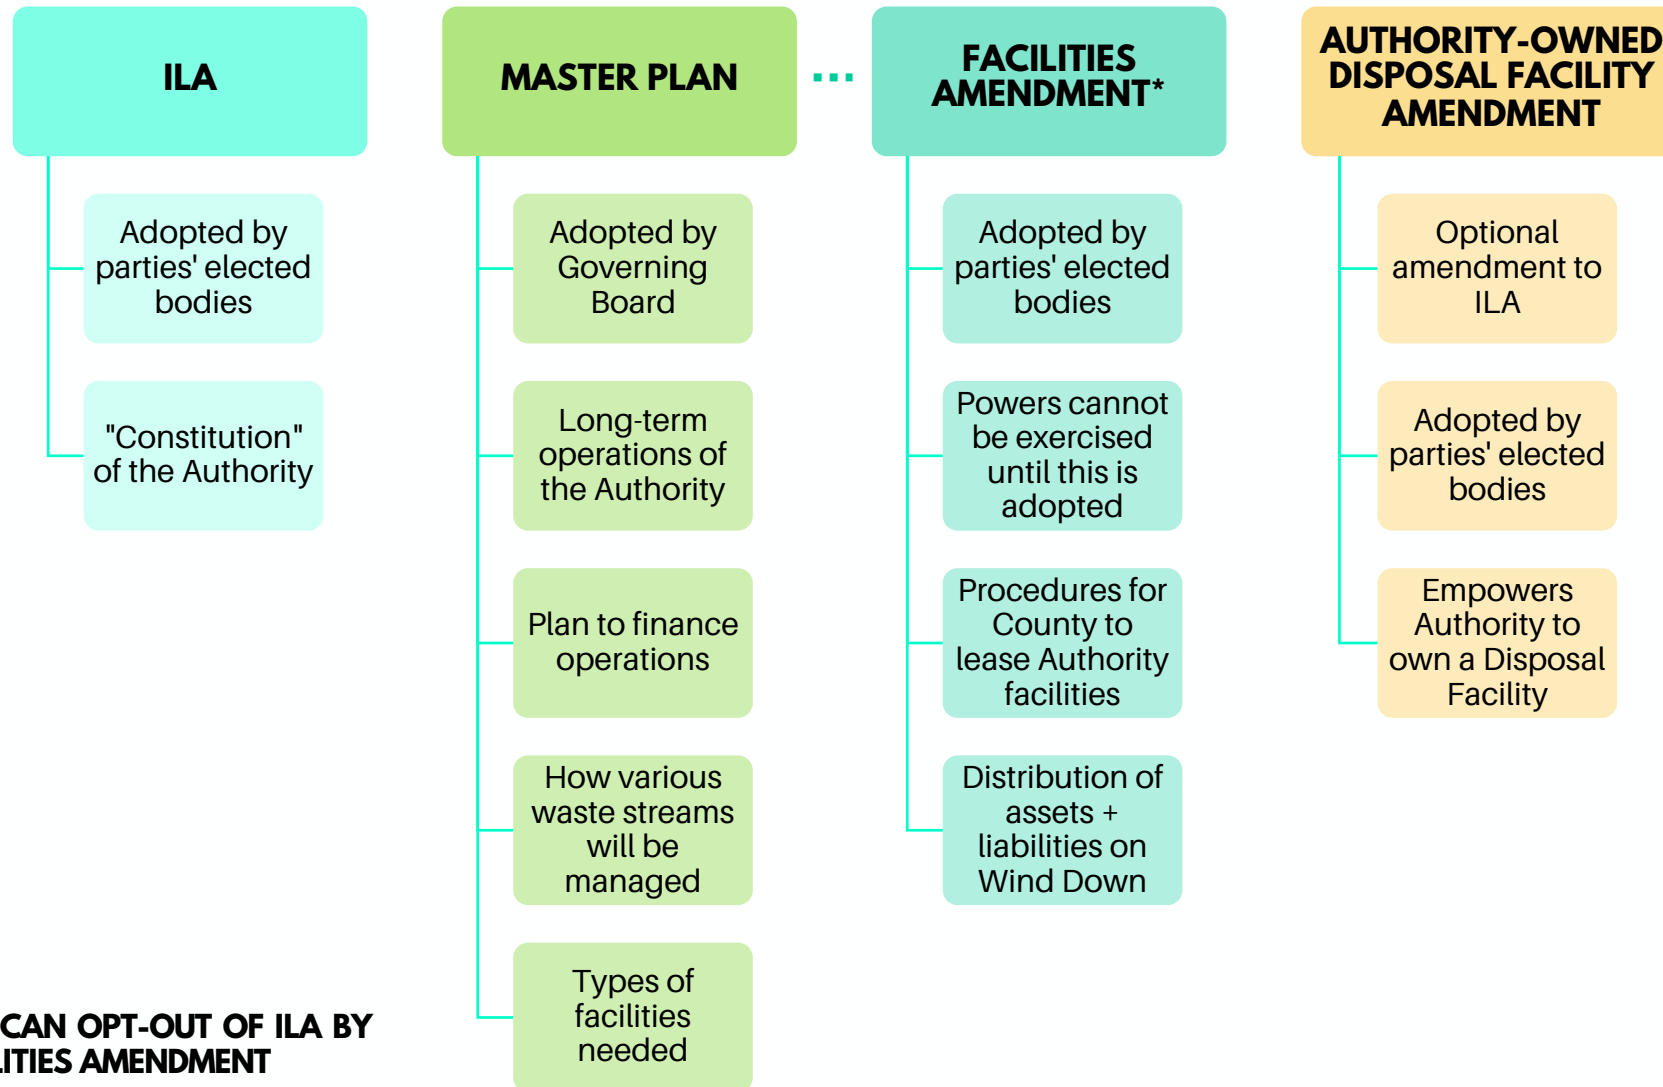 ILA
Adopted by
parties' elected
bodies
"Constitution"
of the Authority
MASTER PLAN
Adopted by
Governing
Board
Long-term
operations of
the Authority
Plan to finance
operations
How various
waste streams
will be
managed
Types of
facilities
needed
...
FACILITIES
AMENDMENT*
Adopted by
parties' elected
bodies
Powers cannot
be exercised
until this is
adopted
Procedures for
County to
lease Authority
facilities
Distribution of
assets +
liabilities on
Wind Down
AUTHORITY-OWNED
DISPOSAL FACILITY
AMENDMENT
Optional
amendment to
ILA
Adopted by
parties' elected
bodies
Empowers
Authority to
own a Disposal
Facility
CAN OPT-OUT OF ILA BY
LITIES AMENDMENT